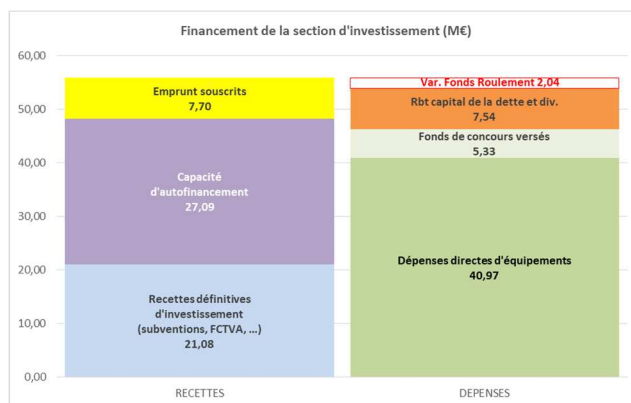 Financement de la section d'investissement (M€)
60,00
50,00
40,00
30,00
20,00
10,00
0,00
Emprunt souscrits
7,70
Capacité
d'autofinancement
27,09
Recettes définitives
d'investissement
(subventions, FCTVA, ...)
21,08
RECETTES
Var. Fonds Roulement 2,04
Rbt capital de la dette et div.
7,54
Fonds de concours versés
5,33
Dépenses directes d'équipements
40,97
DEPENSES